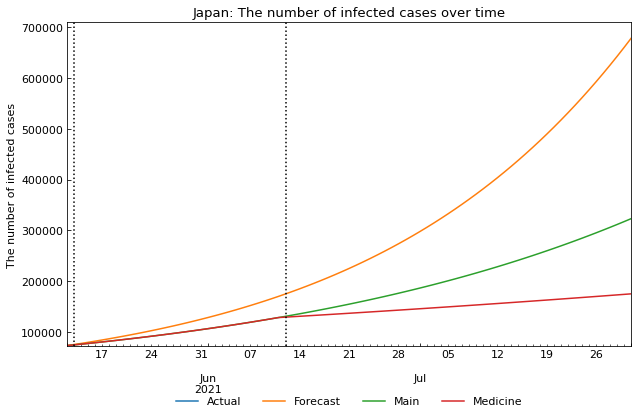 Japan: The number of infected cases over time
The number of infected cases
700000
600000
500000
400000
300000
200000
100000
17 24 31 07 14 21 28 05 12 19 26
Jun Jul
2021
Actual Forecast Main Medicine